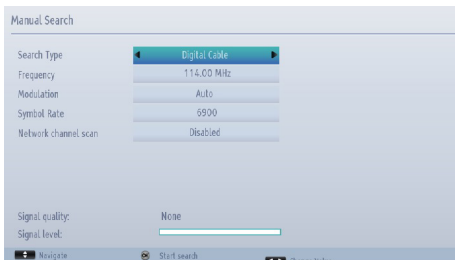 Manual Search
Search Type Digital Cable
Frequency 114.00 MHz
Modulation Auto
Symbol Rate 6900
Network channel scan Disabled
Signal quality: None
Signal level:
Navigate Start search